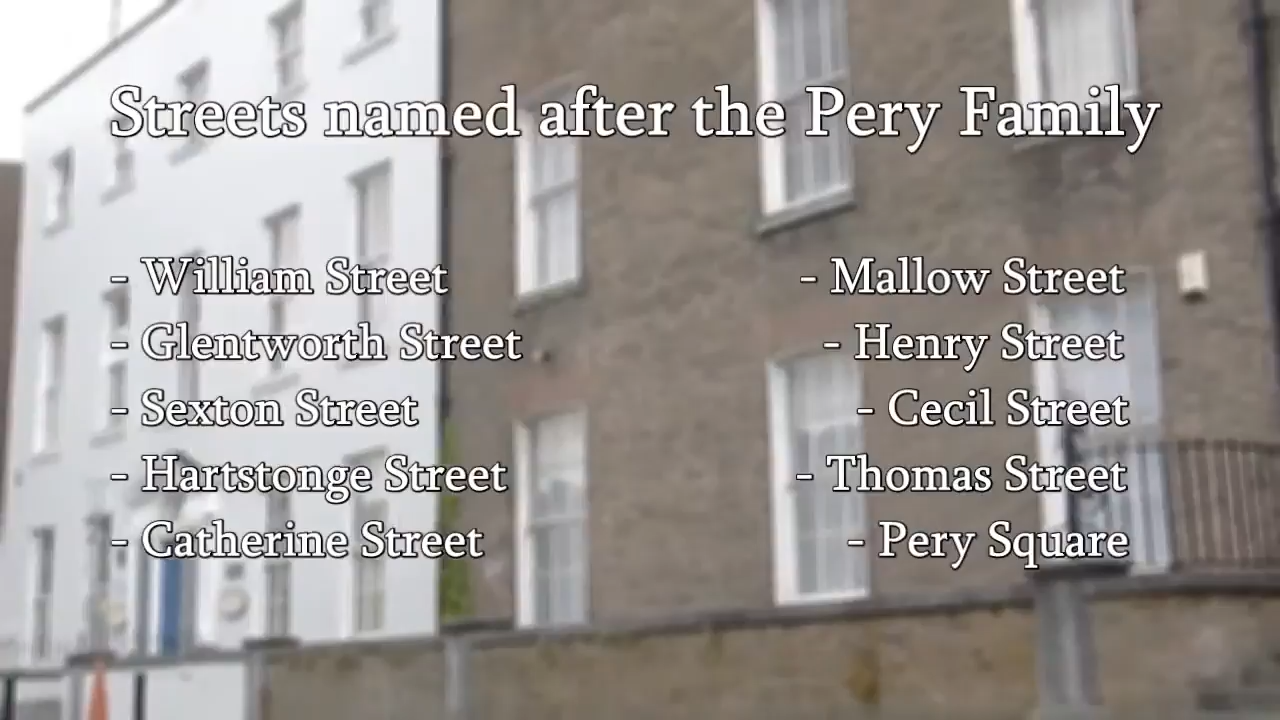 Streets named after the Pery Family
- William Street
- Glentworth Street
- Sexton Street
- Hartstonge Street
- Catherine Street
- Mallow Street
- Henry Street
- Cecil Street
- Thomas Street
- Pery Square